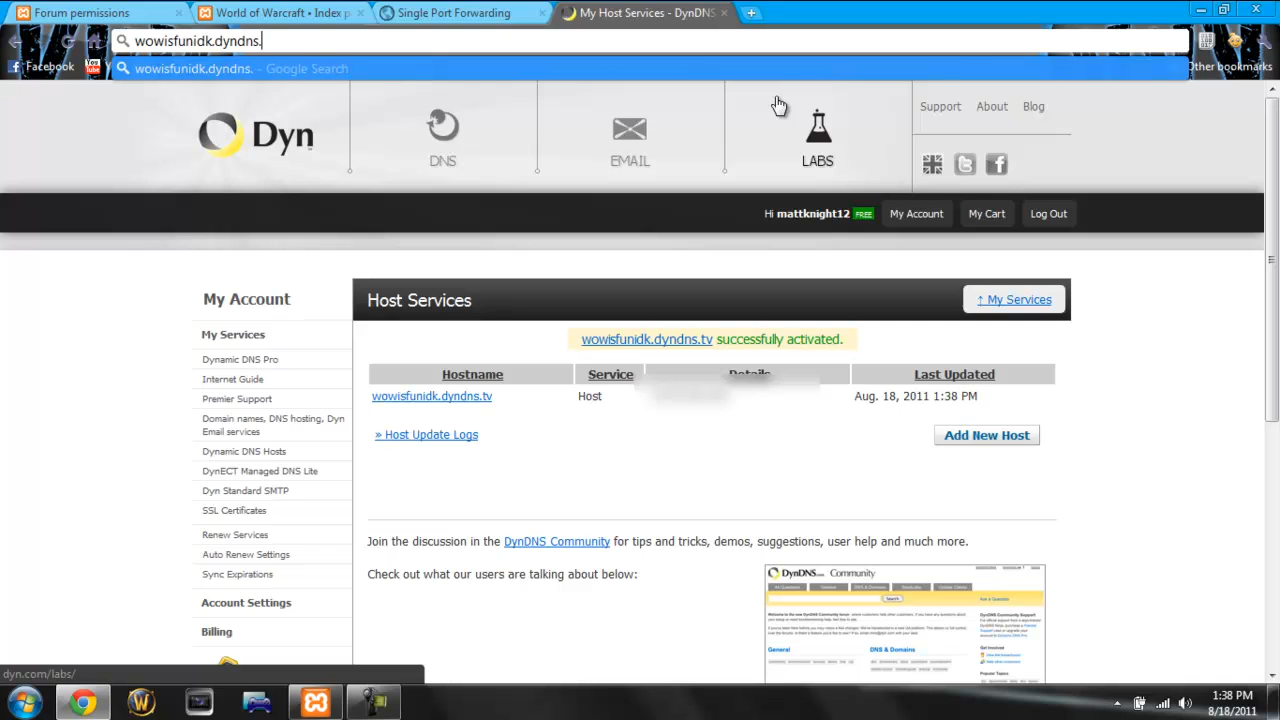 Forum permissions
World of Warcraft • Index p
Single Port Forwarding
My Host Services - DynDNS
wowisfunidk.dyndns.
Facebook
You
Other bookmarks
wowisfunidk.dyndns. – Google Search
Dyn
DNS
EMAIL
LABS
Support
About
Blog
Hi mattknight12 FREE
My Account
My Cart
Log Out
My Account
My Services
Dynamic DNS Pro
Internet Guide
Premier Support
Domain names, DNS hosting, Dyn
Email services
Dynamic DNS Hosts
DynECT Managed DNS Lite
Dyn Standard SMTP
SSL Certificates
Renew Services
Auto Renew Settings
Sync Expirations
Account Settings
Billing
Host Services
↑ My Services
wowisfunidk.dyndns.tv successfully activated.
Hostname
Service
Details
Last Updated
wowisfunidk.dyndns.tv
Host
Aug. 18, 2011 1:38 PM
» Host Update Logs
Add New Host
Join the discussion in the DynDNS Community for tips and tricks, demos, suggestions, user help and much more.
Check out what our users are talking about below:
DynDNS.com Community
Search
General
DNS & Domains
dyn.com/labs/
1:38 PM
8/18/2011